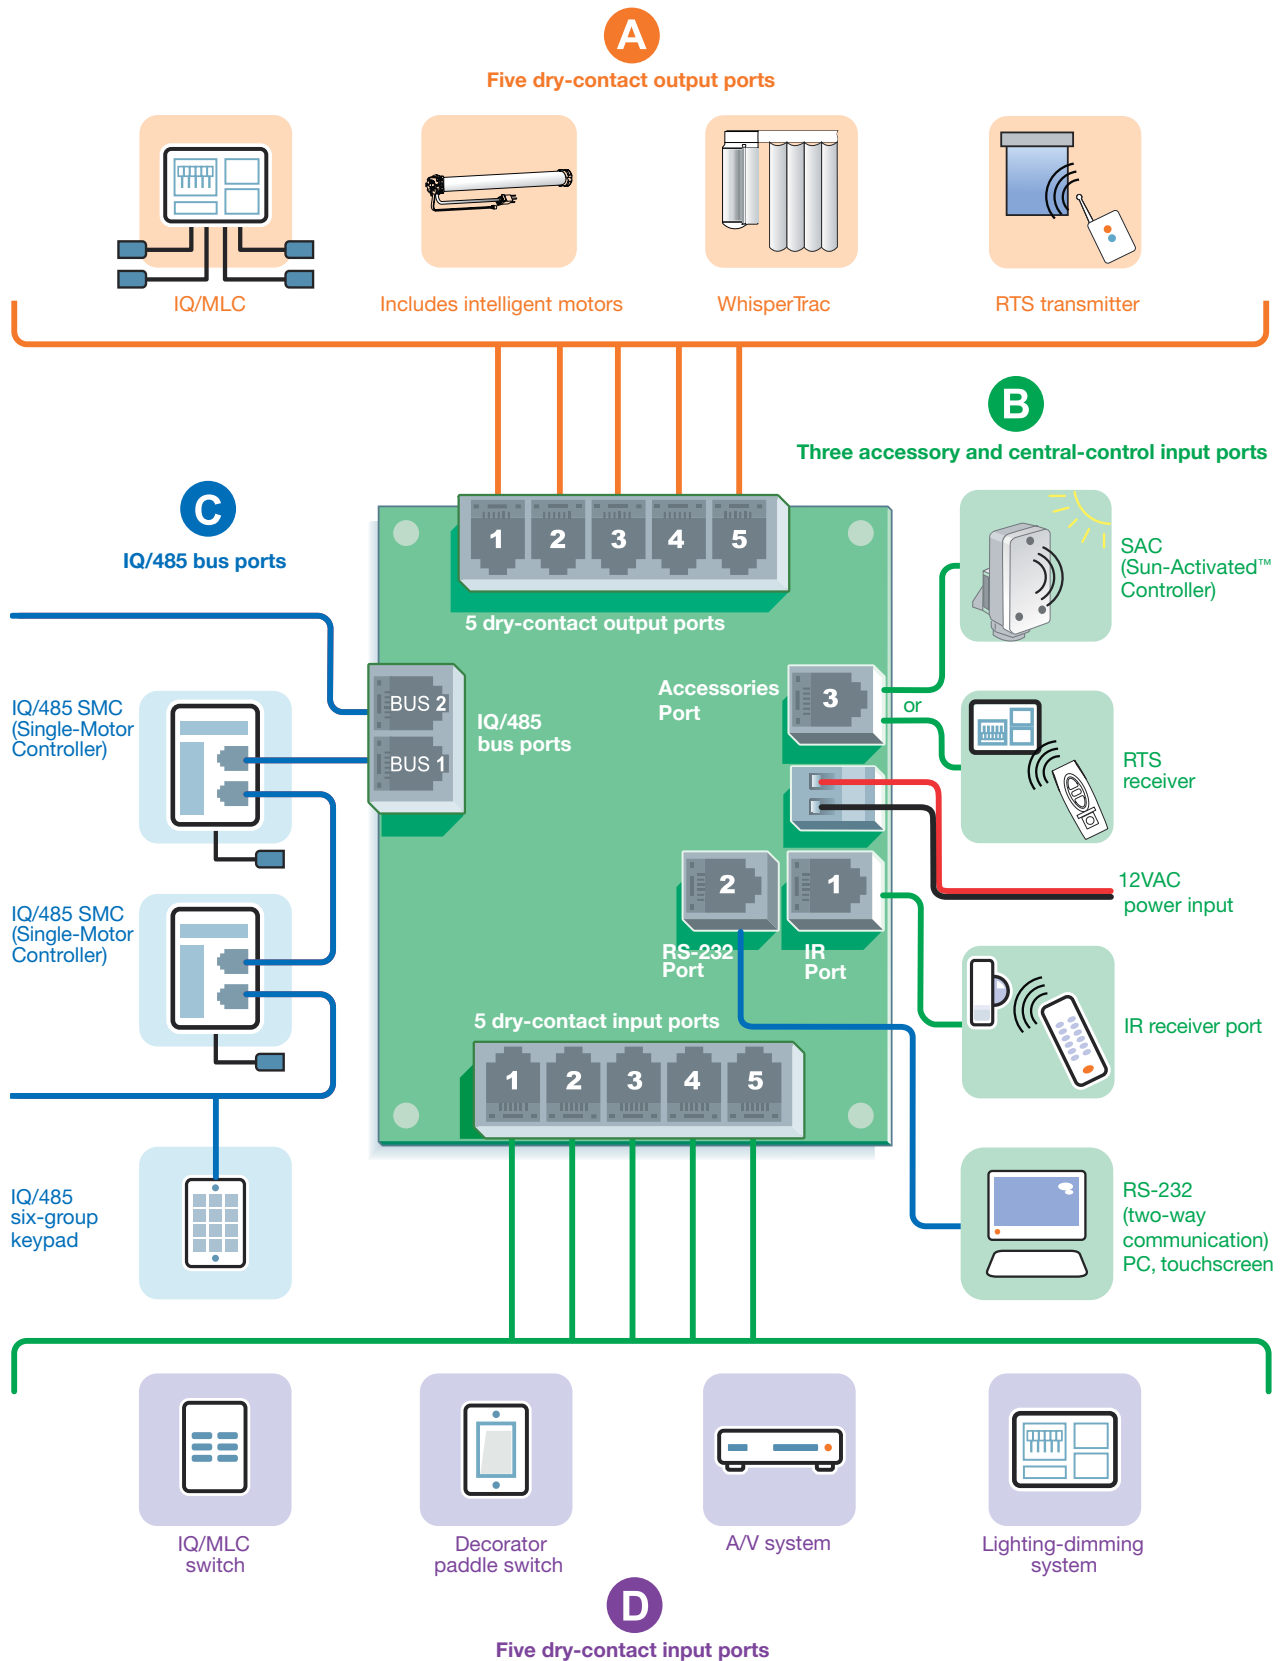 A
Five dry-contact output ports
IQ/MLC
Includes intelligent motors
WhisperTrac
RTS transmitter
B
Three accessory and central-control input ports
C
IQ/485 bus ports
1 2 3 4 5
5 dry-contact output ports
SAC
(Sun-Activated™
Controller)
Accessories
Port
3
or
BUS 2
BUS 1
IQ/485
bus ports
IQ/485 SMC
(Single-Motor
Controller)
RTS
receiver
12VAC
power input
2
RS-232
Port
1
IR
Port
IQ/485 SMC
(Single-Motor
Controller)
IR receiver port
5 dry-contact input ports
1 2 3 4 5
IQ/485
six-group
keypad
RS-232
(two-way
communication)
PC, touchscreen
IQ/MLC
switch
Decorator
paddle switch
A/V system
Lighting-dimming
system
D
Five dry-contact input ports